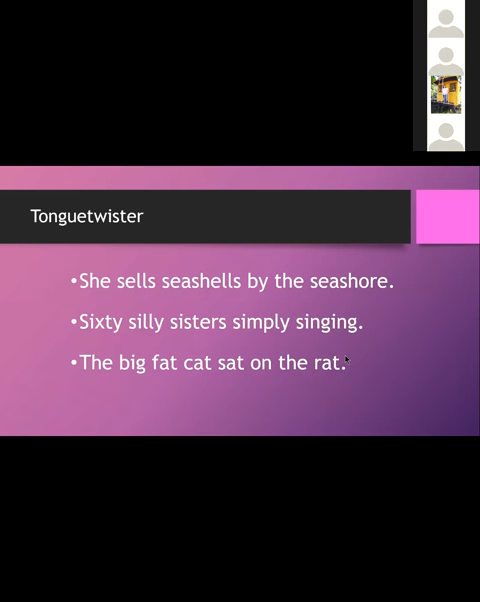 Tonguetwister
•She sells seashells by the seashore.
•Sixty silly sisters simply singing.
•The big fat cat sat on the rat.